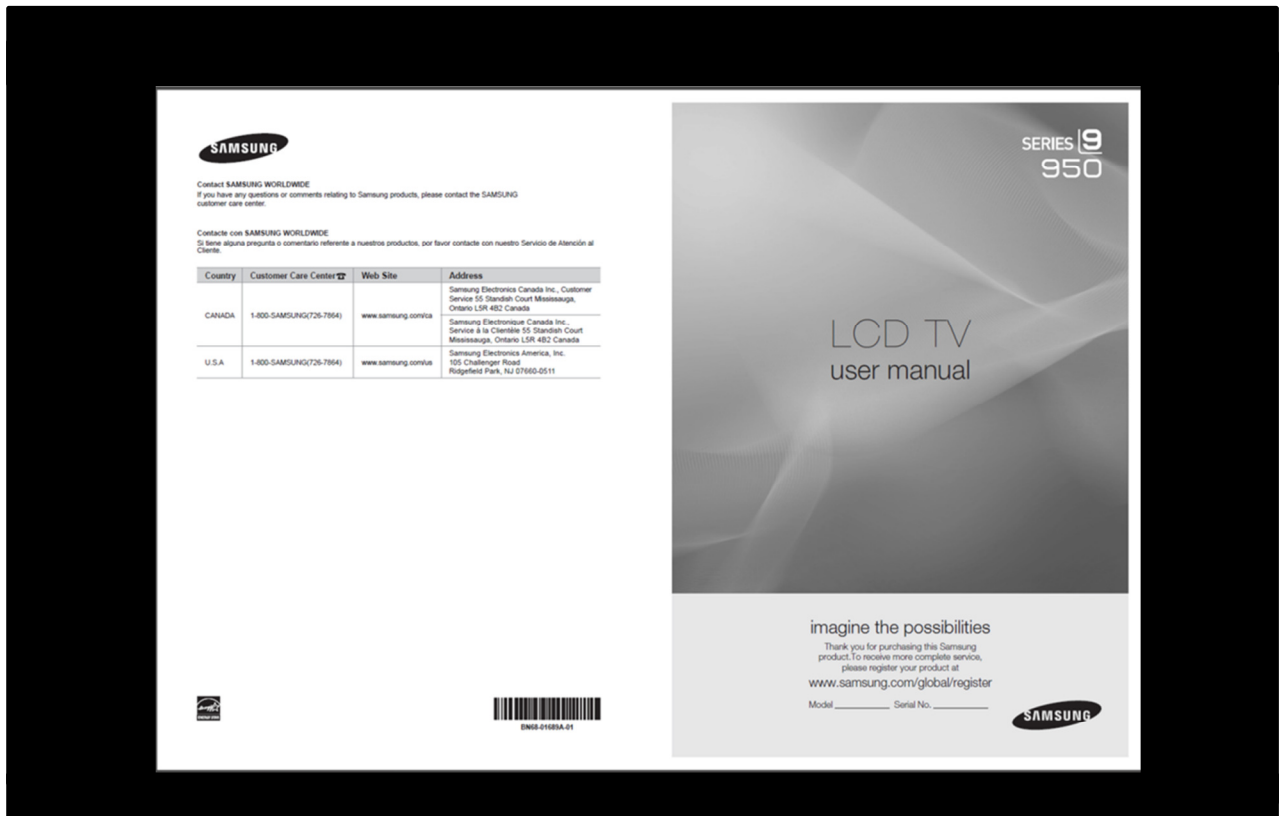 SAMSUNG
Contact SAMSUNG WORLDWIDE
If you have any questions or comments relating to Samsung products, please contact the SAMSUNG
customer care center.
Contacte con SAMSUNG WORLDWIDE
Si tiene alguna pregunta o comentario referente a nuestros productos, por favor contacte con nuestro Servicio de Atención al
Cliente.
Country Customer Care Center☎ Web Site Address
CANADA 1-800-SAMSUNG(726-7864) www.samsung.com/ca
Samsung Electronics Canada Inc., Customer
Service 55 Standish Court Mississauga,
Ontario L5R 4B2 Canada
Samsung Electronique Canada Inc.,
Service à la Clientèle 55 Standish Court
Mississauga, Ontario L5R 4B2 Canada
U.S.A 1-800-SAMSUNG(726-7864) www.samsung.com/us
Samsung Electronics America, Inc.
105 Challenger Road
Ridgefield Park, NJ 07660-0511
BN68-01689A-01
SERIES 9
950
LCD TV
user manual
imagine the possibilities
Thank you for purchasing this Samsung
product.To receive more complete service,
please register your product at
www.samsung.com/global/register
Model Serial No.
SAMSUNG